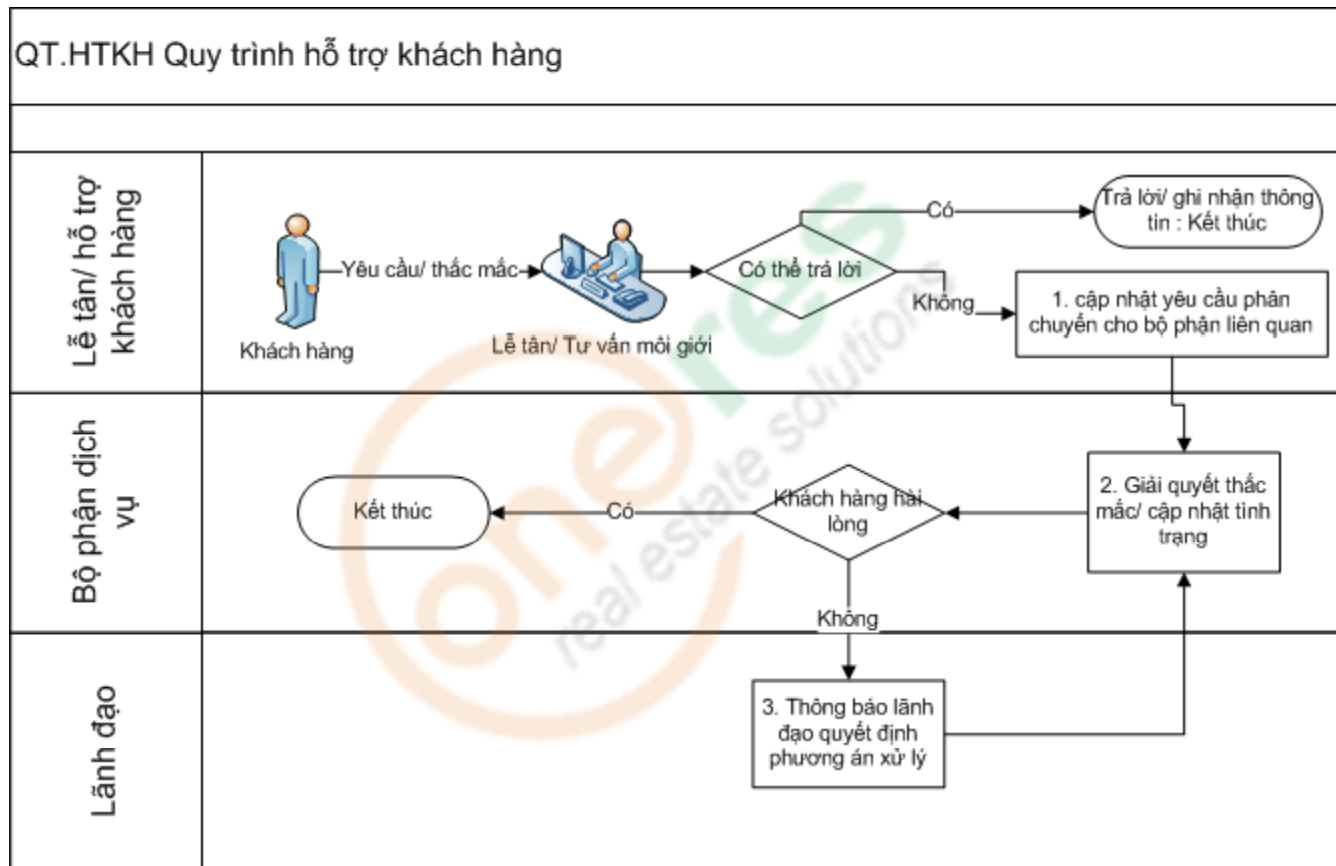 QT.HTKH Quy trình hỗ trợ khách hàng
Lễ tân/ hỗ trợ
khách hàng
Khách hàng
Yêu cầu/ thắc mắc
Lễ tân/ Tư vấn môi giới
Có thể trả lời
Có
Trả lời/ ghi nhận thông
tin : Kết thúc
Không
1. cập nhật yêu cầu phân
chuyển cho bộ phận liên quan
Bộ phận dịch
vụ
Kết thúc
Có
Khách hàng hài
lòng
2. Giải quyết thắc
mắc/ cập nhật tình
trạng
Không
Lãnh đạo
3. Thông báo lãnh
đạo quyết định
phương án xử lý
oneres
real estate solutions